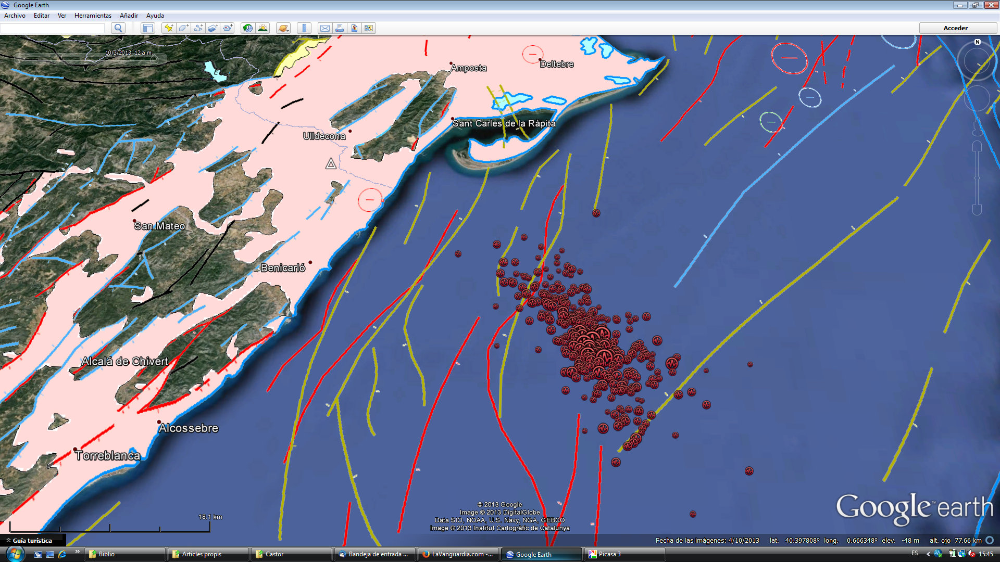 Google Earth
Archivo Editar Ver Herramientas Añadir Ayuda
Acceder
10/3/2013 12 a.m.
N
E
Amposta
Deltebre
Sant Carles de la Ràpita
Ulldecona
San Mateo
Benicarló
Alcalá de Chivert
Alcossebre
Torreblanca
18.1 km
© 2013 Google
Image © 2013 DigitalGlobe
Data SIO, NOAA, U.S. Navy, NGA, GEBCO
Image © 2013 Institut Cartogràfic de Catalunya
Google™ earth
Guía turística
Fecha de las imágenes: 4/10/2013 lat. 40.397808° long. 0.666348° elev. -48 m alt. ojo 77.66 km
Biblio Articles propis Castor Bandeja de entrada ... LaVanguardia.com -... Google Earth Picasa 3 ES 15:45